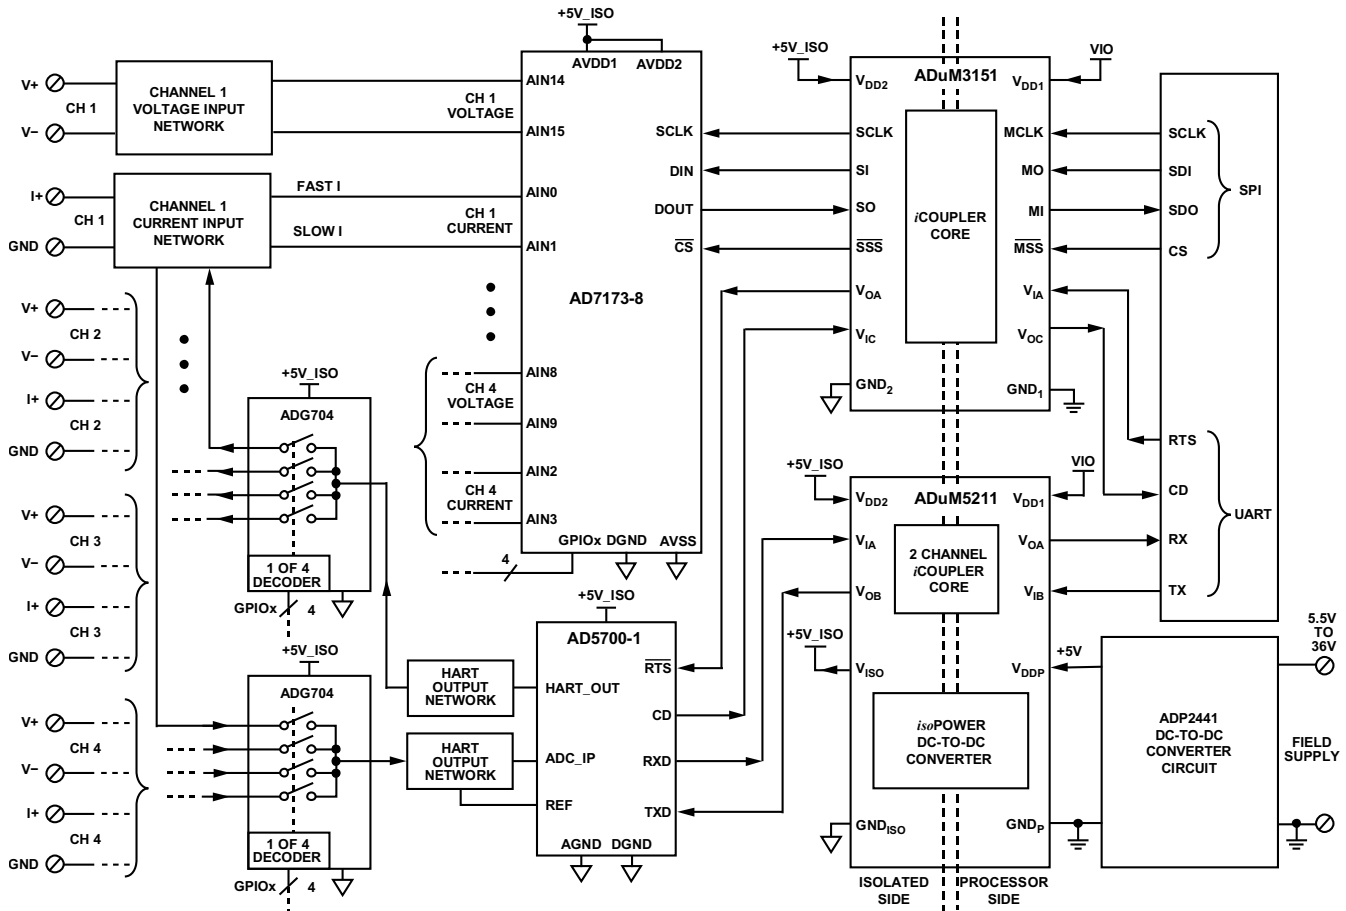 +5V_ISO
AVDD1 AVDD2
V+
CH 1
V−
CHANNEL 1
VOLTAGE INPUT
NETWORK
CH 1
VOLTAGE
AIN14
AIN15
I+
CH 1
GND
CHANNEL 1
CURRENT INPUT
NETWORK
FAST I
SLOW I
CH 1
CURRENT
AIN0
AIN1
SCLK
DIN
DOUT
CS
AD7173-8
V+
CH 2
V−
I+
CH 2
GND
V+
CH 3
V−
I+
CH 3
GND
V+
CH 4
V−
I+
CH 4
GND
+5V_ISO
ADG704
1 OF 4
DECODER
GPIOx
4
+5V_ISO
ADG704
1 OF 4
DECODER
GPIOx
4
CH 4
VOLTAGE
CH 4
CURRENT
AIN8
AIN9
AIN2
AIN3
GPIOx DGND AVSS
4
+5V_ISO
AD5700-1
HART
OUTPUT
NETWORK
HART
OUTPUT
NETWORK
HART_OUT
ADC_IP
REF
RTS
CD
RXD
TXD
AGND DGND
+5V_ISO
ADuM3151
VIO
VDD2
SCLK
SI
SO
SSS
VOA
VIC
GND2
iCOUPLER
CORE
VDD1
MCLK
MO
MI
MSS
VIA
VOC
GND1
+5V_ISO
ADuM5211
VIO
VDD2
VIA
VOB
+5V_ISO
VISO
GNDISO
2 CHANNEL
iCOUPLER
CORE
isoPOWER
DC-TO-DC
CONVERTER
VDD1
VOA
VIB
VDDP
GNDP
ISOLATED
SIDE
PROCESSOR
SIDE
SCLK
SDI
SDO
CS
SPI
RTS
CD
RX
TX
UART
+5V
ADP2441
DC-TO-DC
CONVERTER
CIRCUIT
5.5V
TO
36V
FIELD
SUPPLY